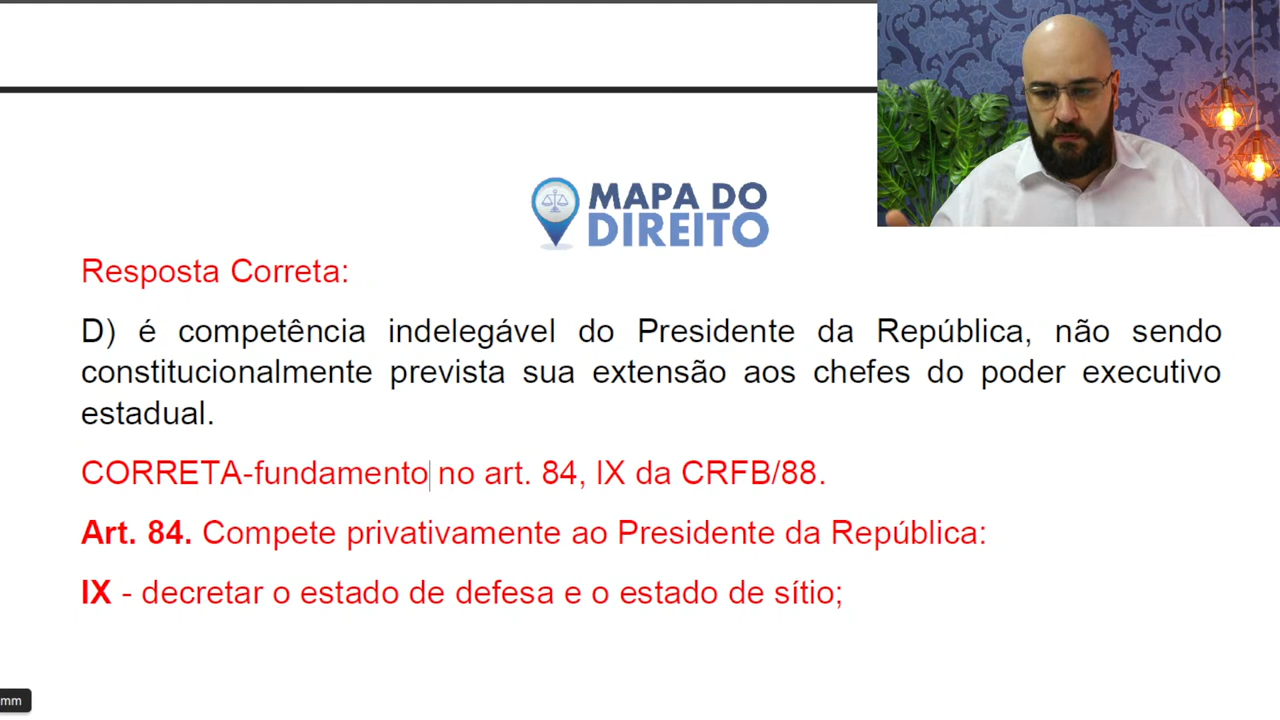 MAPA DO
DIREITO
Resposta Correta:
D) é competência indelegável do Presidente da República, não sendo
constitucionalmente prevista sua extensão aos chefes do poder executivo
estadual.
CORRETA-fundamento no art. 84, IX da CRFB/88.
Art. 84. Compete privativamente ao Presidente da República:
IX - decretar o estado de defesa e o estado de sítio;
mm